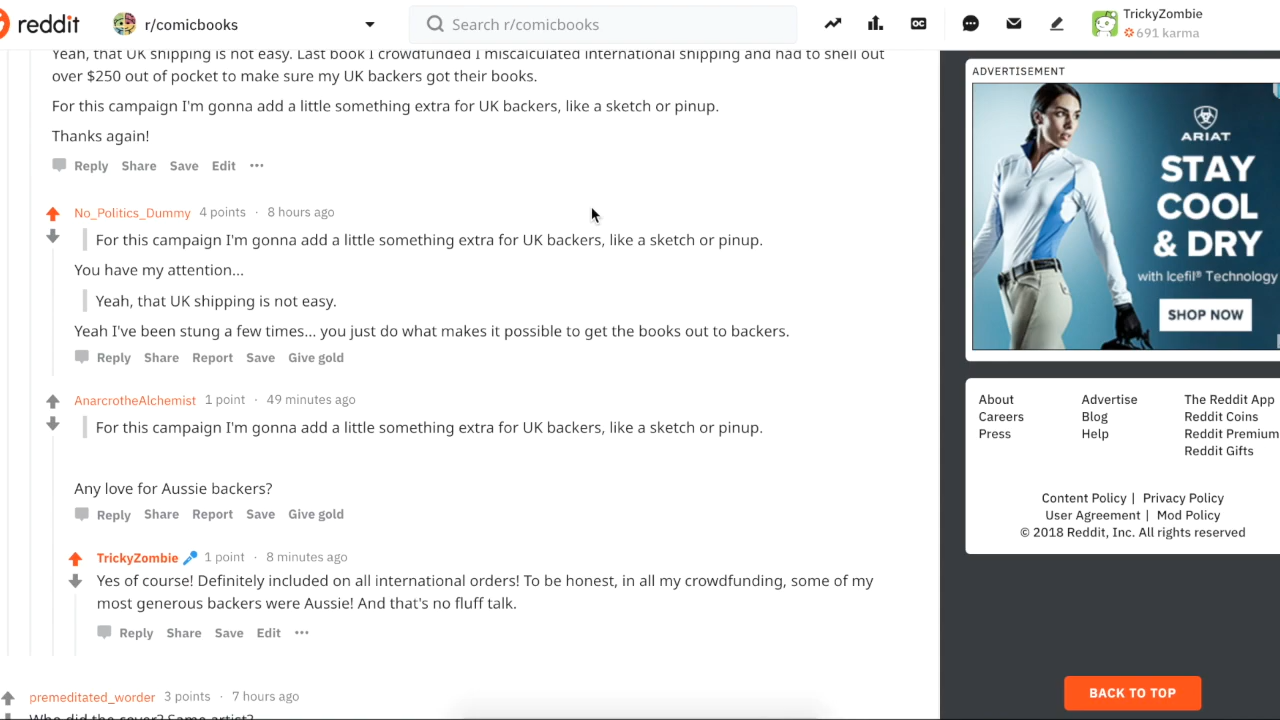 reddit
r/comicbooks
Search r/comicbooks
TrickyZombie
691 karma
Yeah, that UK shipping is not easy. Last book I crowdfunded I miscalculated international shipping and had to shell out
over $250 out of pocket to make sure my UK backers got their books.
For this campaign I'm gonna add a little something extra for UK backers, like a sketch or pinup.
Thanks again!
Reply Share Save Edit ...
No_Politics_Dummy 4 points · 8 hours ago
For this campaign I'm gonna add a little something extra for UK backers, like a sketch or pinup.
You have my attention...
Yeah, that UK shipping is not easy.
Yeah I've been stung a few times... you just do what makes it possible to get the books out to backers.
Reply Share Report Save Give gold
AnarcrotheAlchemist 1 point · 49 minutes ago
For this campaign I'm gonna add a little something extra for UK backers, like a sketch or pinup.
Any love for Aussie backers?
Reply Share Report Save Give gold
TrickyZombie 1 point · 8 minutes ago
Yes of course! Definitely included on all international orders! To be honest, in all my crowdfunding, some of my
most generous backers were Aussie! And that's no fluff talk.
Reply Share Save Edit ...
premeditated_worder 3 points · 7 hours ago
Who did the cover? Same artist?
ADVERTISEMENT
ARIAT
STAY
COOL
& DRY
with Icefil® Technology
SHOP NOW
About Advertise The Reddit App
Careers Blog Reddit Coins
Press Help Reddit Premium
Reddit Gifts
Content Policy | Privacy Policy
User Agreement | Mod Policy
© 2018 Reddit, Inc. All rights reserved
BACK TO TOP